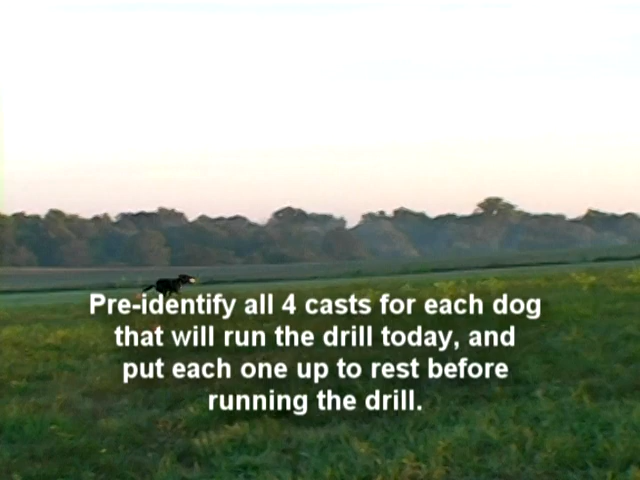 Pre-identify all 4 casts for each dog
that will run the drill today, and
put each one up to rest before
running the drill.